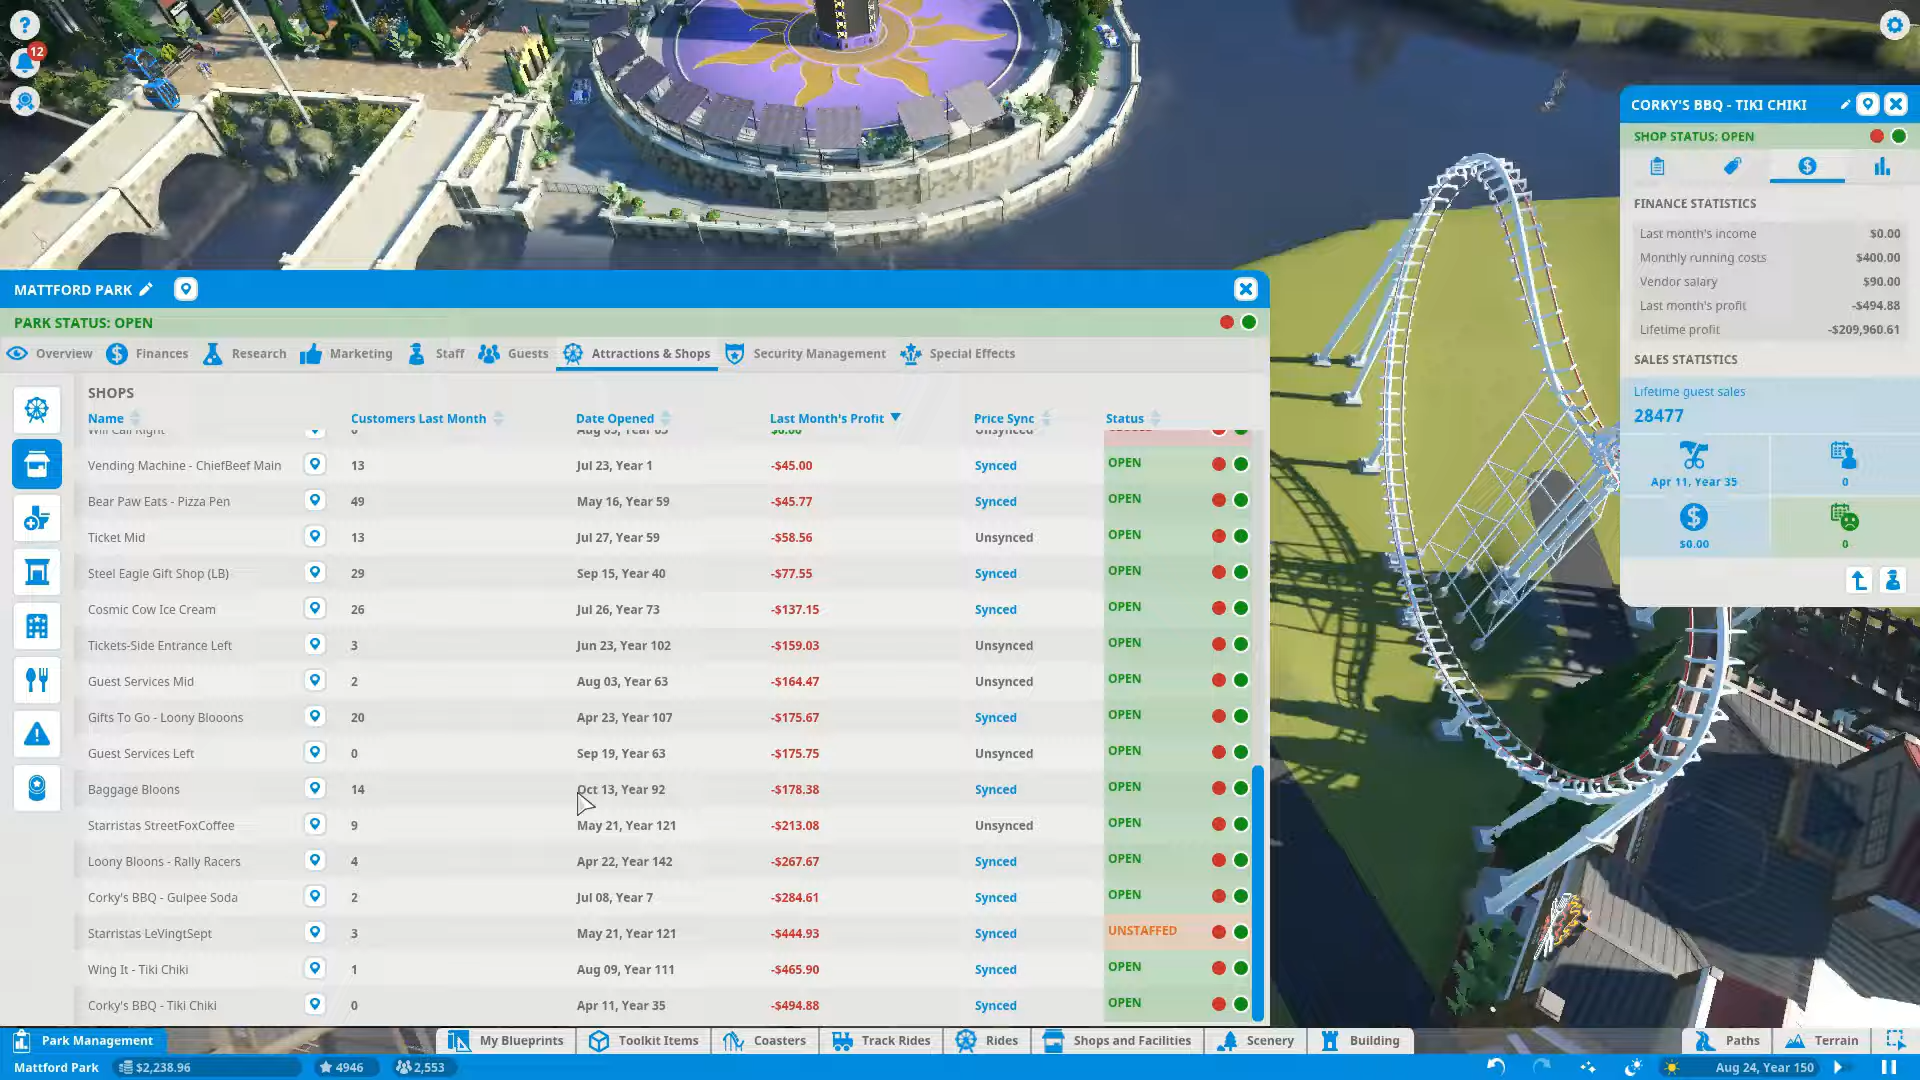 ?
12
MATTFORD PARK
PARK STATUS: OPEN
Overview Finances Research Marketing Staff Guests Attractions & Shops Security Management Special Effects
SHOPS
Name Customers Last Month Date Opened Last Month's Profit Price Sync Status
Will Call Right 0 Aug 03, Year 63 $0.00 Unsynced
Vending Machine - ChiefBeef Main 13 Jul 23, Year 1 -$45.00 Synced OPEN
Bear Paw Eats - Pizza Pen 49 May 16, Year 59 -$45.77 Synced OPEN
Ticket Mid 13 Jul 27, Year 59 -$58.56 Unsynced OPEN
Steel Eagle Gift Shop (LB) 29 Sep 15, Year 40 -$77.55 Synced OPEN
Cosmic Cow Ice Cream 26 Jul 26, Year 73 -$137.15 Synced OPEN
Tickets-Side Entrance Left 3 Jun 23, Year 102 -$159.03 Unsynced OPEN
Guest Services Mid 2 Aug 03, Year 63 -$164.47 Unsynced OPEN
Gifts To Go - Loony Blooons 20 Apr 23, Year 107 -$175.67 Synced OPEN
Guest Services Left 0 Sep 19, Year 63 -$175.75 Unsynced OPEN
Baggage Bloons 14 Oct 13, Year 92 -$178.38 Synced OPEN
Starristas StreetFoxCoffee 9 May 21, Year 121 -$213.08 Unsynced OPEN
Loony Bloons - Rally Racers 4 Apr 22, Year 142 -$267.67 Synced OPEN
Corky's BBQ - Gulpee Soda 2 Jul 08, Year 7 -$284.61 Synced OPEN
Starristas LeVingtSept 3 May 21, Year 121 -$444.93 Synced UNSTAFFED
Wing It - Tiki Chiki 1 Aug 09, Year 111 -$465.90 Synced OPEN
Corky's BBQ - Tiki Chiki 0 Apr 11, Year 35 -$494.88 Synced OPEN
CORKY'S BBQ - TIKI CHIKI
SHOP STATUS: OPEN
FINANCE STATISTICS
Last month's income $0.00
Monthly running costs $400.00
Vendor salary $90.00
Last month's profit -$494.88
Lifetime profit -$209,960.61
SALES STATISTICS
Lifetime guest sales
28477
Apr 11, Year 35 0
$0.00 0
Park Management My Blueprints Toolkit Items Coasters Track Rides Rides Shops and Facilities Scenery Building Paths Terrain
Mattford Park $2,238.96 4946 2,553 Aug 24, Year 150